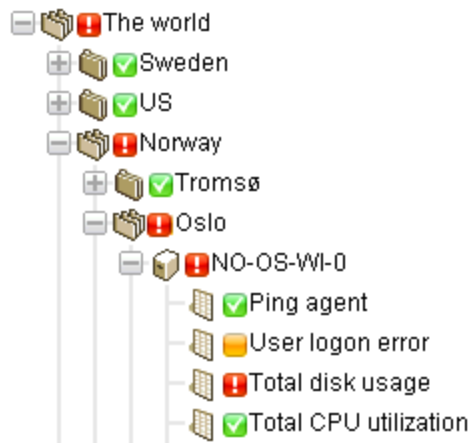 The world
Sweden
US
Norway
Tromsø
Oslo
NO-OS-WI-0
Ping agent
User logon error
Total disk usage
Total CPU utilization